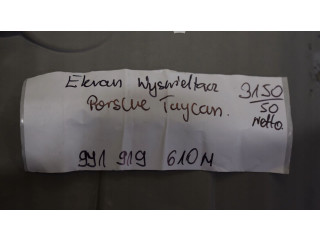 Ekran Wyświetlacz
Porsche Taycan.
3150
50
netto.
9J1 919 610 M